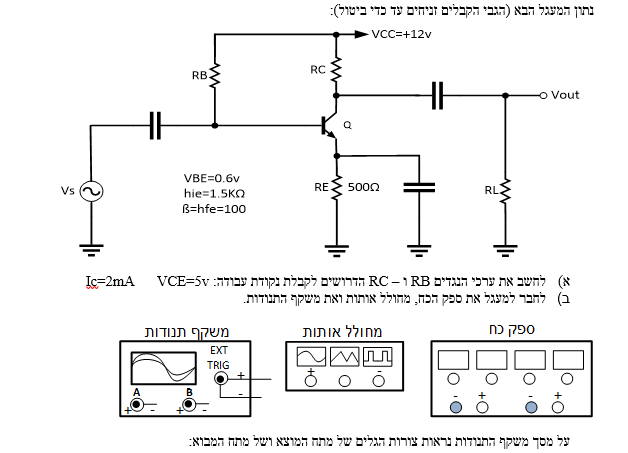 נתון המעגל הבא (הגבי הקבלים זניחים עד כדי ביטול):
VCC=+12v
RB
RC
Vout
Q
VBE=0.6v
hie=1.5KΩ
ß=hfe=100
Vs
RE
500Ω
RL
א) לחשב את ערכי הנגדים RB ו – RC הדרושים לקבלת נקודת עבודה: Ic=2mA VCE=5v
ב) לחבר למעגל את ספק הכח, מחולל אותות ואת משקף התנודות.
ספק כח
- + - +
מחולל אותות
+ -
משקף תנודות
EXT
TRIG
+
-
A B
+ - + -
על מסך משקף התנודות נראות צורות הגלים של מתח המוצא ושל מתח המבוא: